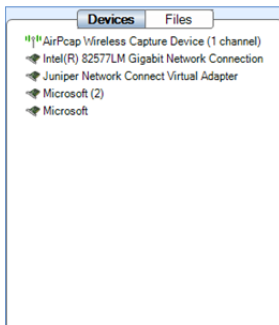 Devices Files
AirPcap Wireless Capture Device (1 channel)
Intel(R) 82577LM Gigabit Network Connection
Juniper Network Connect Virtual Adapter
Microsoft (2)
Microsoft